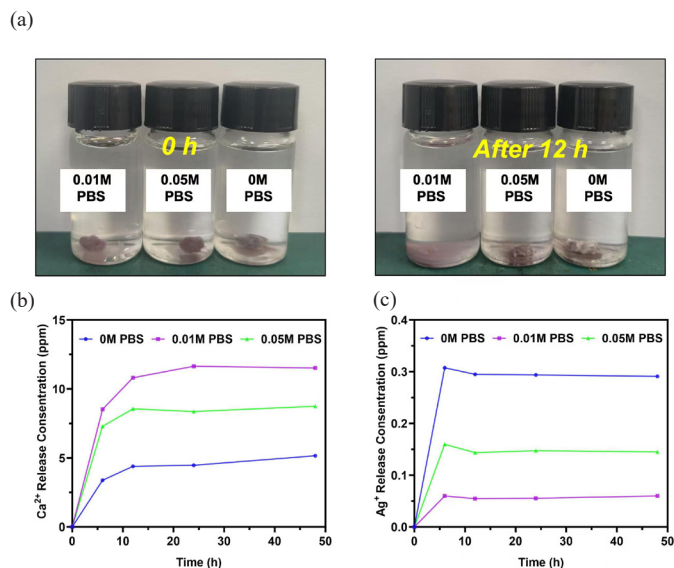 (a)
0 h
0.01M
PBS
0.05M
PBS
0M
PBS
After 12 h
0.01M
PBS
0.05M
PBS
0M
PBS
(b)
(c)
0M PBS 0.01M PBS 0.05M PBS
Ca²⁺ Release Consentration (ppm)
15
10
5
0
0 10 20 30 40 50
Time (h)
0M PBS 0.01M PBS 0.05M PBS
Ag⁺ Release Consentration (ppm)
0.4
0.3
0.2
0.1
0.0
0 10 20 30 40 50
Time (h)